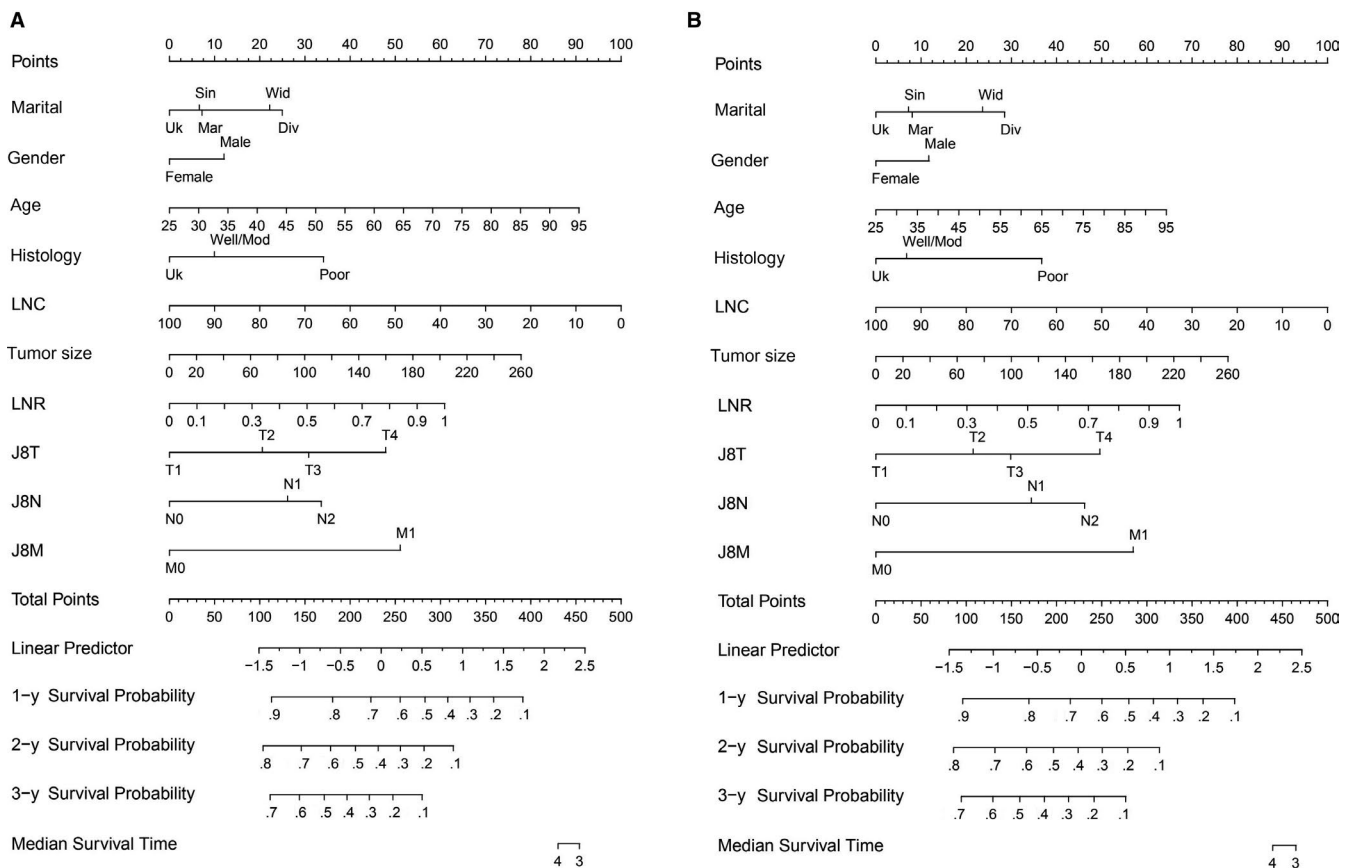 A
0 10 20 30 40 50 60 70 80 90 100
Points
Sin Wid
Marital
Uk Mar Div
Male
Gender
Female
Age
25 30 35 40 45 50 55 60 65 70 75 80 85 90 95
Well/Mod
Histology
Uk Poor
LNC
100 90 80 70 60 50 40 30 20 10 0
Tumor size
0 20 60 100 140 180 220 260
LNR
0 0.1 0.3 0.5 0.7 0.9 1
T2 T4
J8T
T1 T3
N1
J8N
N0 N2
M1
J8M
M0
Total Points
0 50 100 150 200 250 300 350 400 450 500
Linear Predictor
−1.5 −1 −0.5 0 0.5 1 1.5 2 2.5
1−y Survival Probability
.9 .8 .7 .6 .5 .4 .3 .2 .1
2−y Survival Probability
.8 .7 .6 .5 .4 .3 .2 .1
3−y Survival Probability
.7 .6 .5 .4 .3 .2 .1
Median Survival Time
4 3
B
0 10 20 30 40 50 60 70 80 90 100
Points
Sin Wid
Marital
Uk Mar Div
Male
Gender
Female
Age
25 35 45 55 65 75 85 95
Well/Mod
Histology
Uk Poor
LNC
100 90 80 70 60 50 40 30 20 10 0
Tumor size
0 20 60 100 140 180 220 260
LNR
0 0.1 0.3 0.5 0.7 0.9 1
T2 T4
J8T
T1 T3
N1
J8N
N0 N2
M1
J8M
M0
Total Points
0 50 100 150 200 250 300 350 400 450 500
Linear Predictor
−1.5 −1 −0.5 0 0.5 1 1.5 2 2.5
1−y Survival Probability
.9 .8 .7 .6 .5 .4 .3 .2 .1
2−y Survival Probability
.8 .7 .6 .5 .4 .3 .2 .1
3−y Survival Probability
.7 .6 .5 .4 .3 .2 .1
Median Survival Time
4 3